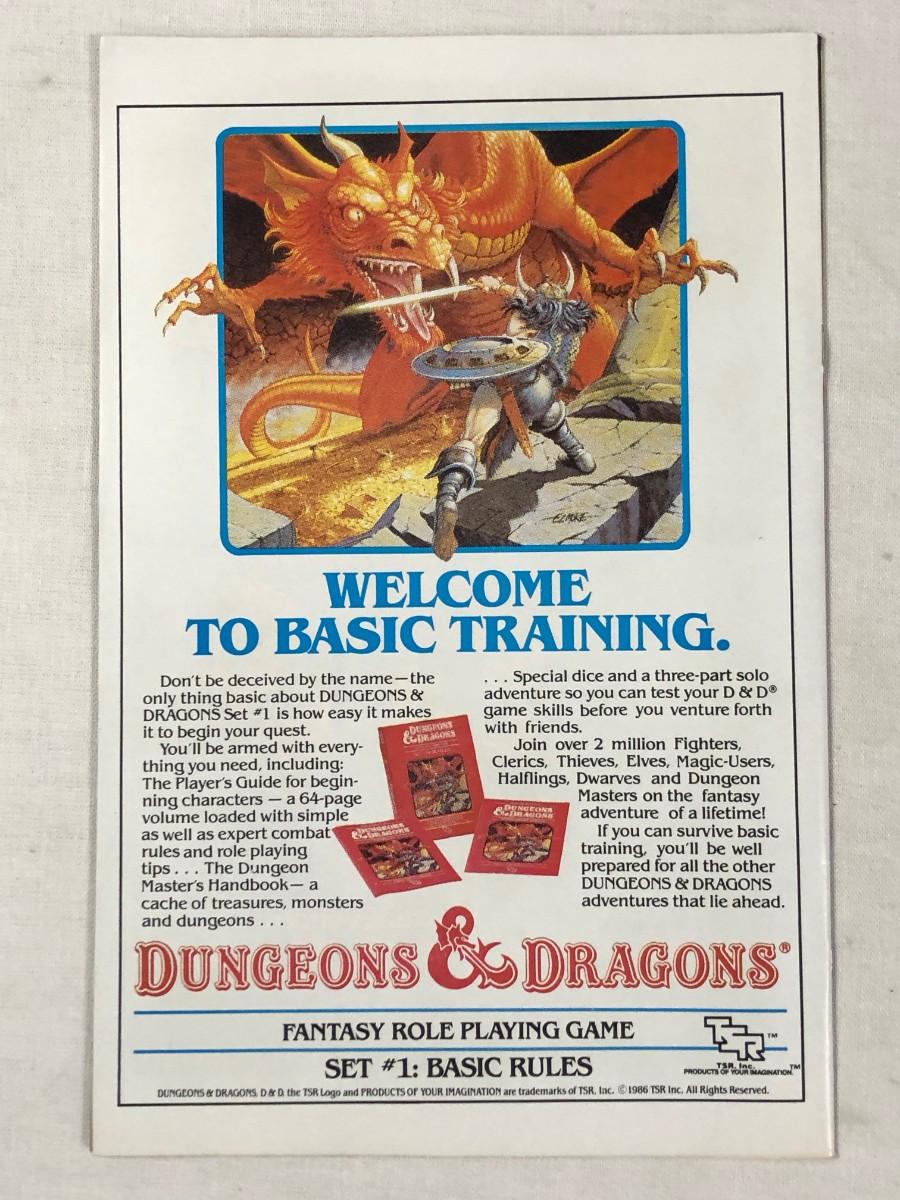 ELMORE
WELCOME
TO BASIC TRAINING.
Don't be deceived by the name—the
only thing basic about DUNGEONS &
DRAGONS Set #1 is how easy it makes
it to begin your quest.
You'll be armed with every-
thing you need, including:
The Player's Guide for begin-
ning characters — a 64-page
volume loaded with simple
as well as expert combat
rules and role playing
tips . . . The Dungeon
Master's Handbook— a
cache of treasures, monsters
and dungeons . . .
. . . Special dice and a three-part solo
adventure so you can test your D & D®
game skills before you venture forth
with friends.
Join over 2 million Fighters,
Clerics, Thieves, Elves, Magic-Users,
Halflings, Dwarves and Dungeon
Masters on the fantasy
adventure of a lifetime!
If you can survive basic
training, you'll be well
prepared for all the other
DUNGEONS & DRAGONS
adventures that lie ahead.
DUNGEONS
& DRAGONS
DUNGEONS
& DRAGONS
DUNGEONS
& DRAGONS
DUNGEONS & DRAGONS®
FANTASY ROLE PLAYING GAME
SET #1: BASIC RULES
TSR™
TSR, Inc.
PRODUCTS OF YOUR IMAGINATION.™
DUNGEONS & DRAGONS, D & D, the TSR Logo and PRODUCTS OF YOUR IMAGINATION are trademarks of TSR, Inc. ©1986 TSR Inc. All Rights Reserved.